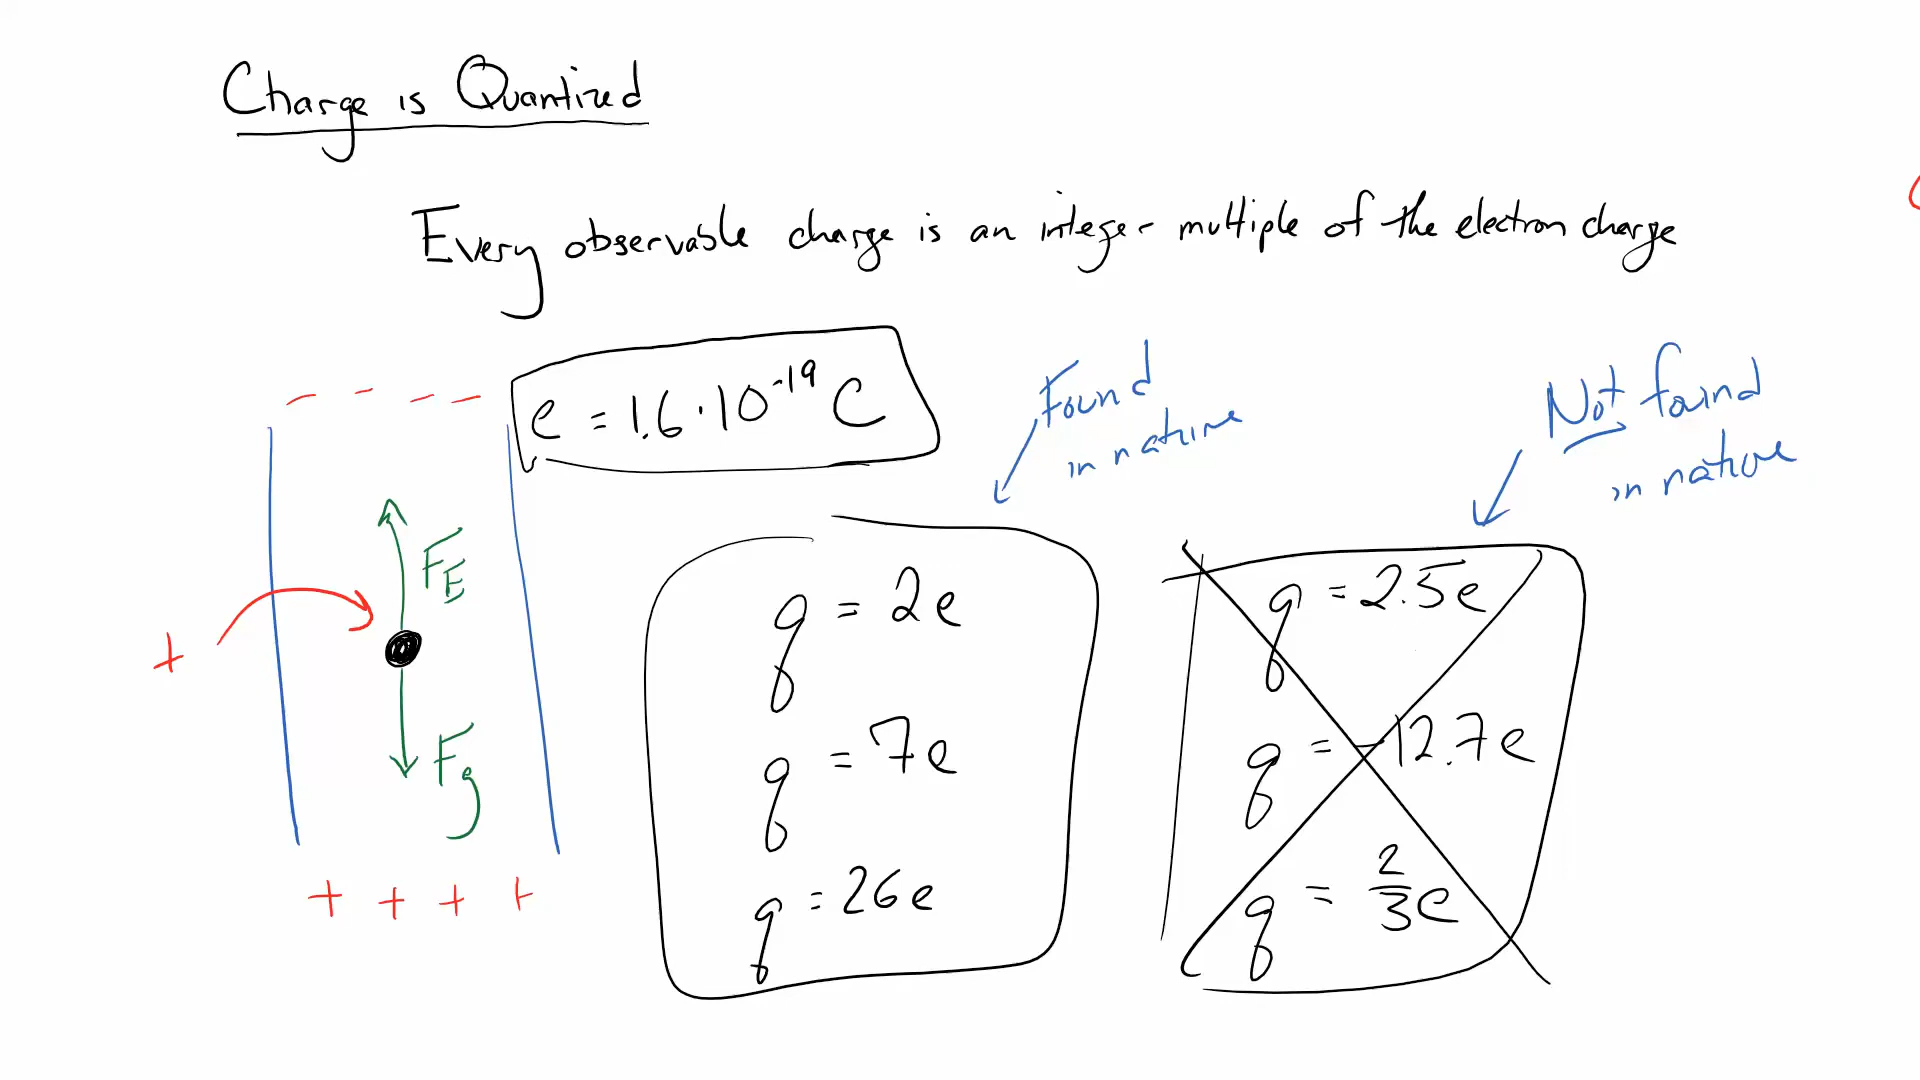 Charge is Quantized
Every observable charge is an integer multiple of the electron charge
- - - -
e = 1.6 · 10⁻¹⁹ C
Found
in nature
Not found
in nature
F_E
+
F_g
+ + + +
q = 2e
q = 7e
q = 26e
q = 2.5e
q = -12.7e
q = 2/3 e